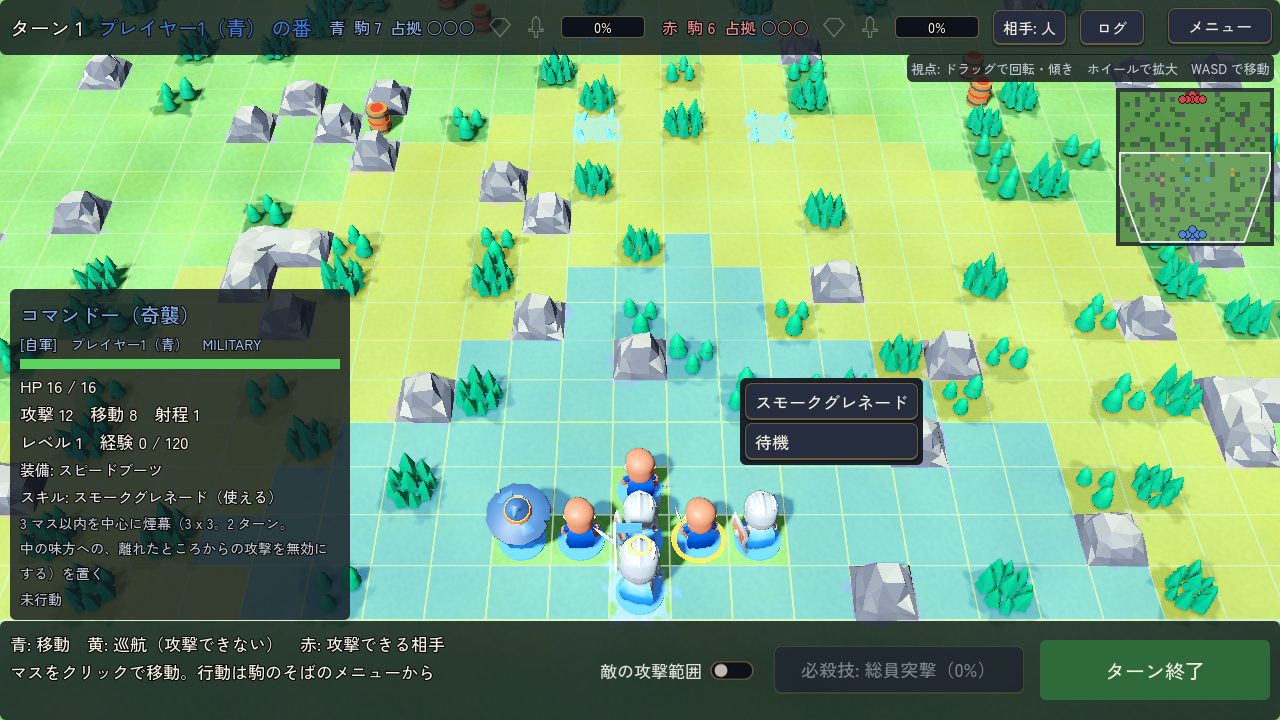 ターン 1 プレイヤー1（青） の番 青 駒 7 占拠 〇〇〇 0% 赤 駒 6 占拠 〇〇〇 0% 相手: 人 ログ メニュー
視点: ドラッグで回転・傾き ホイールで拡大 WASD で移動
コマンドー（奇襲）
[自軍] プレイヤー1（青） MILITARY
HP 16 / 16
攻撃 12 移動 8 射程 1
レベル 1 経験 0 / 120
装備: スピードブーツ
スキル: スモークグレネード（使える）
3 マス以内を中心に煙幕（3 x 3。2 ターン。
中の味方への、離れたところからの攻撃を無効に
する）を置く
未行動
スモークグレネード
待機
青: 移動 黄: 巡航（攻撃できない） 赤: 攻撃できる相手
マスをクリックで移動。行動は駒のそばのメニューから
敵の攻撃範囲
必殺技: 総員突撃（0%）
ターン終了